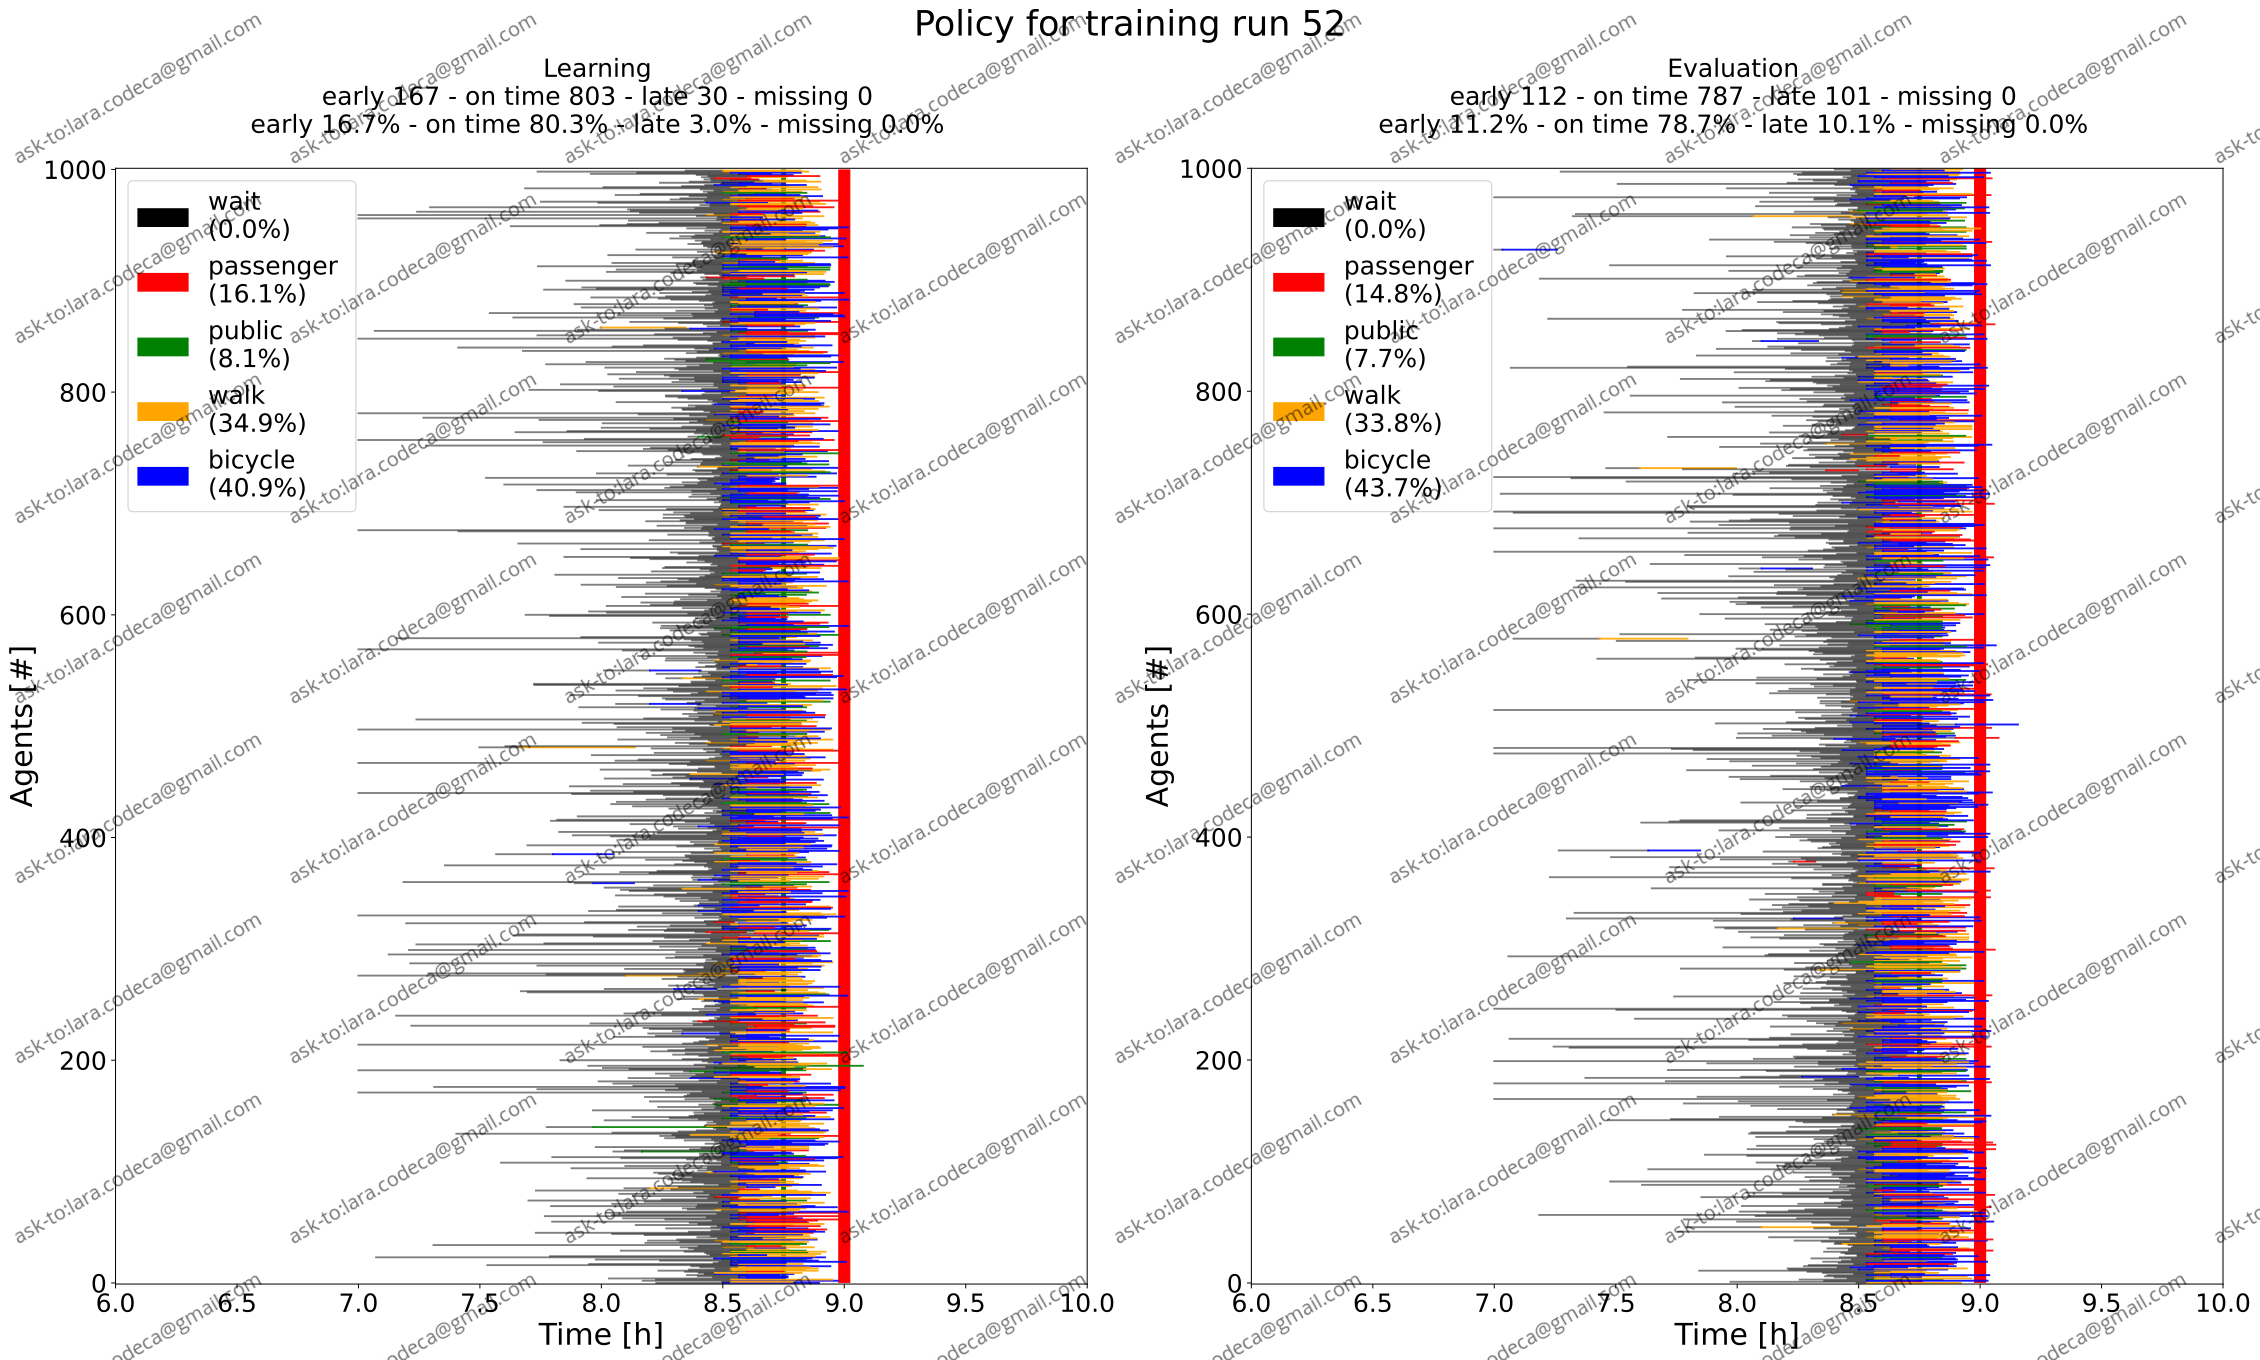 Policy for training run 52
Learning
early 167 - on time 803 - late 30 - missing 0
early 16.7% - on time 80.3% - late 3.0% - missing 0.0%
Agents [#]
1000
800
600
400
200
0
wait
(0.0%)
passenger
(16.1%)
public
(8.1%)
walk
(34.9%)
bicycle
(40.9%)
6.0 6.5 7.0 7.5 8.0 8.5 9.0 9.5 10.0
Time [h]
Evaluation
early 112 - on time 787 - late 101 - missing 0
early 11.2% - on time 78.7% - late 10.1% - missing 0.0%
Agents [#]
1000
800
600
400
200
0
wait
(0.0%)
passenger
(14.8%)
public
(7.7%)
walk
(33.8%)
bicycle
(43.7%)
6.0 6.5 7.0 7.5 8.0 8.5 9.0 9.5 10.0
Time [h]
ask-to:lara.codeca@gmail.com